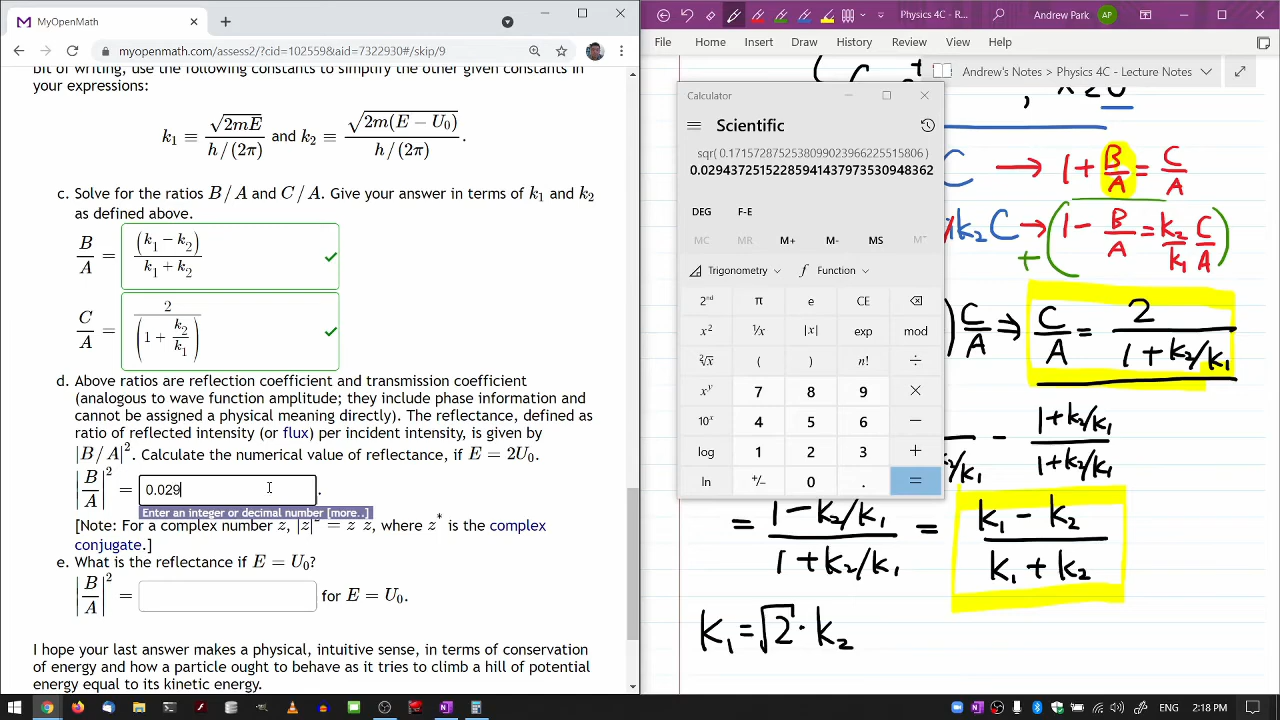 MyOpenMath
myopenmath.com/assess2/?cid=102559&aid=7322930#/skip/9
bit of writing, use the following constants to simplify the other given constants in
your expressions:
k₁ ≡ √(2mE) / h/(2π) and k₂ ≡ √(2m(E − U₀)) / h/(2π).
c. Solve for the ratios B/A and C/A. Give your answer in terms of k₁ and k₂
as defined above.
B/A = (k₁ − k₂) / k₁ + k₂
C/A = 2 / (1 + k₂/k₁)
d. Above ratios are reflection coefficient and transmission coefficient
(analogous to wave function amplitude; they include phase information and
cannot be assigned a physical meaning directly). The reflectance, defined as
ratio of reflected intensity (or flux) per incident intensity, is given by
|B/A|². Calculate the numerical value of reflectance, if E = 2U₀.
|B/A|² = 0.029.
Enter an integer or decimal number [more..]
[Note: For a complex number z, |z| = z z, where z* is the complex
conjugate.]
e. What is the reflectance if E = U₀?
|B/A|² = for E = U₀.
I hope your last answer makes a physical, intuitive sense, in terms of conservation
of energy and how a particle ought to behave as it tries to climb a hill of potential
energy equal to its kinetic energy.
Physics 4C - R...
Andrew Park
AP
File Home Insert Draw History Review View Help
Andrew's Notes > Physics 4C - Lecture Notes
Calculator
Scientific
sqr( 0.17157287525380990239662255158​06 )
0.02943725152285941437973530948362
DEG F-E
MC MR M+ M- MS M˅
Trigonometry Function
2ⁿᵈ π e CE
x² ¹/x |x| exp mod
²√x ( ) n! ÷
xʸ 7 8 9 ×
10ˣ 4 5 6 −
log 1 2 3 +
ln +/− 0 . =
C → 1 + B/A = C/A
k₂C → (1 − B/A = k₂/k₁ C/A)
+
) C/A ⇒ C/A = 2 / 1 + k₂/k₁
− 1 + k₂/k₁ / 1 + k₂/k₁
= 1 − k₂/k₁ / 1 + k₂/k₁ = k₁ − k₂ / k₁ + k₂
k₁ = √2 · k₂
2:18 PM